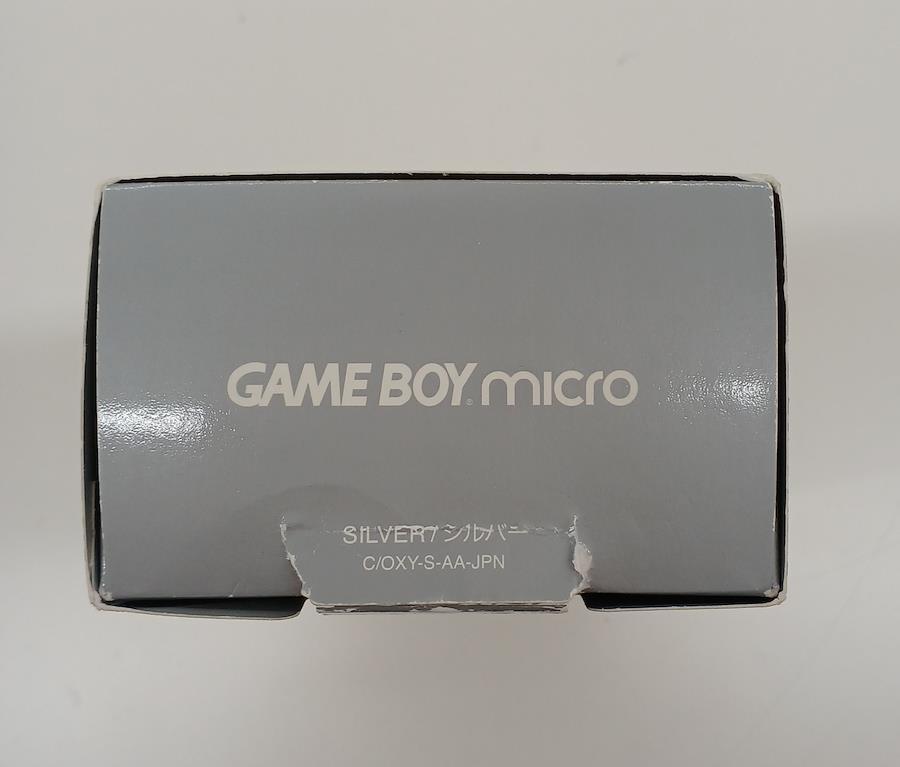 GAME BOY® micro
SILVER/シルバー
C/OXY-S-AA-JPN